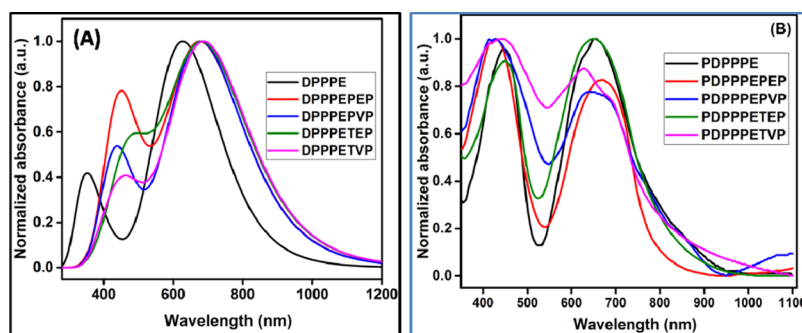 (A)
Normalized absorbance (a.u.)
1.0
0.8
0.6
0.4
0.2
0.0
DPPPE
DPPPEPEP
DPPPEPVP
DPPPETEP
DPPPETVP
400 600 800 1000 1200
Wavelength (nm)
(B)
Normalized absorbance (a.u.)
1.0
0.8
0.6
0.4
0.2
0.0
PDPPPE
PDPPPEPEP
PDPPPEPVP
PDPPPETEP
PDPPPETVP
400 500 600 700 800 900 1000 1100
Wavelength (nm)